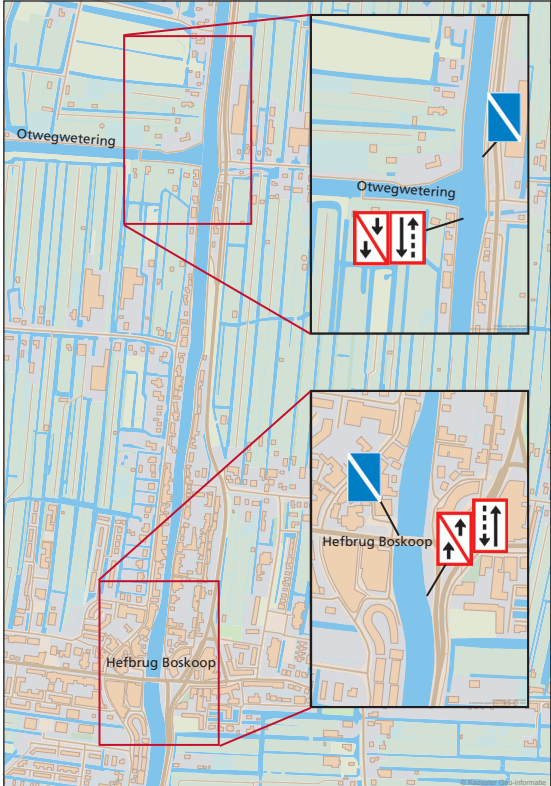 Otwegwetering
Otwegwetering
Hefbrug Boskoop
Hefbrug Boskoop
© Kadaster Geo-informatie